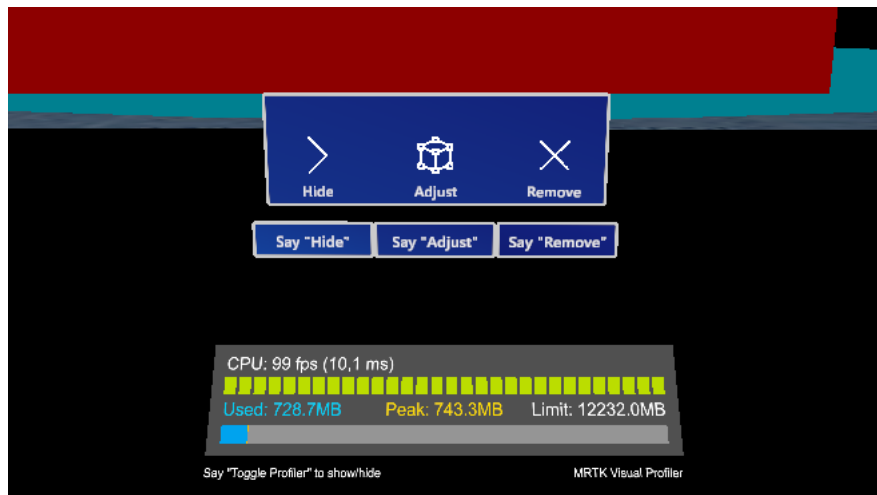 Hide Adjust Remove
Say "Hide" Say "Adjust" Say "Remove"
CPU: 99 fps (10,1 ms)
Used: 728.7MB Peak: 743.3MB Limit: 12232.0MB
Say "Toggle Profiler" to show/hide MRTK Visual Profiler